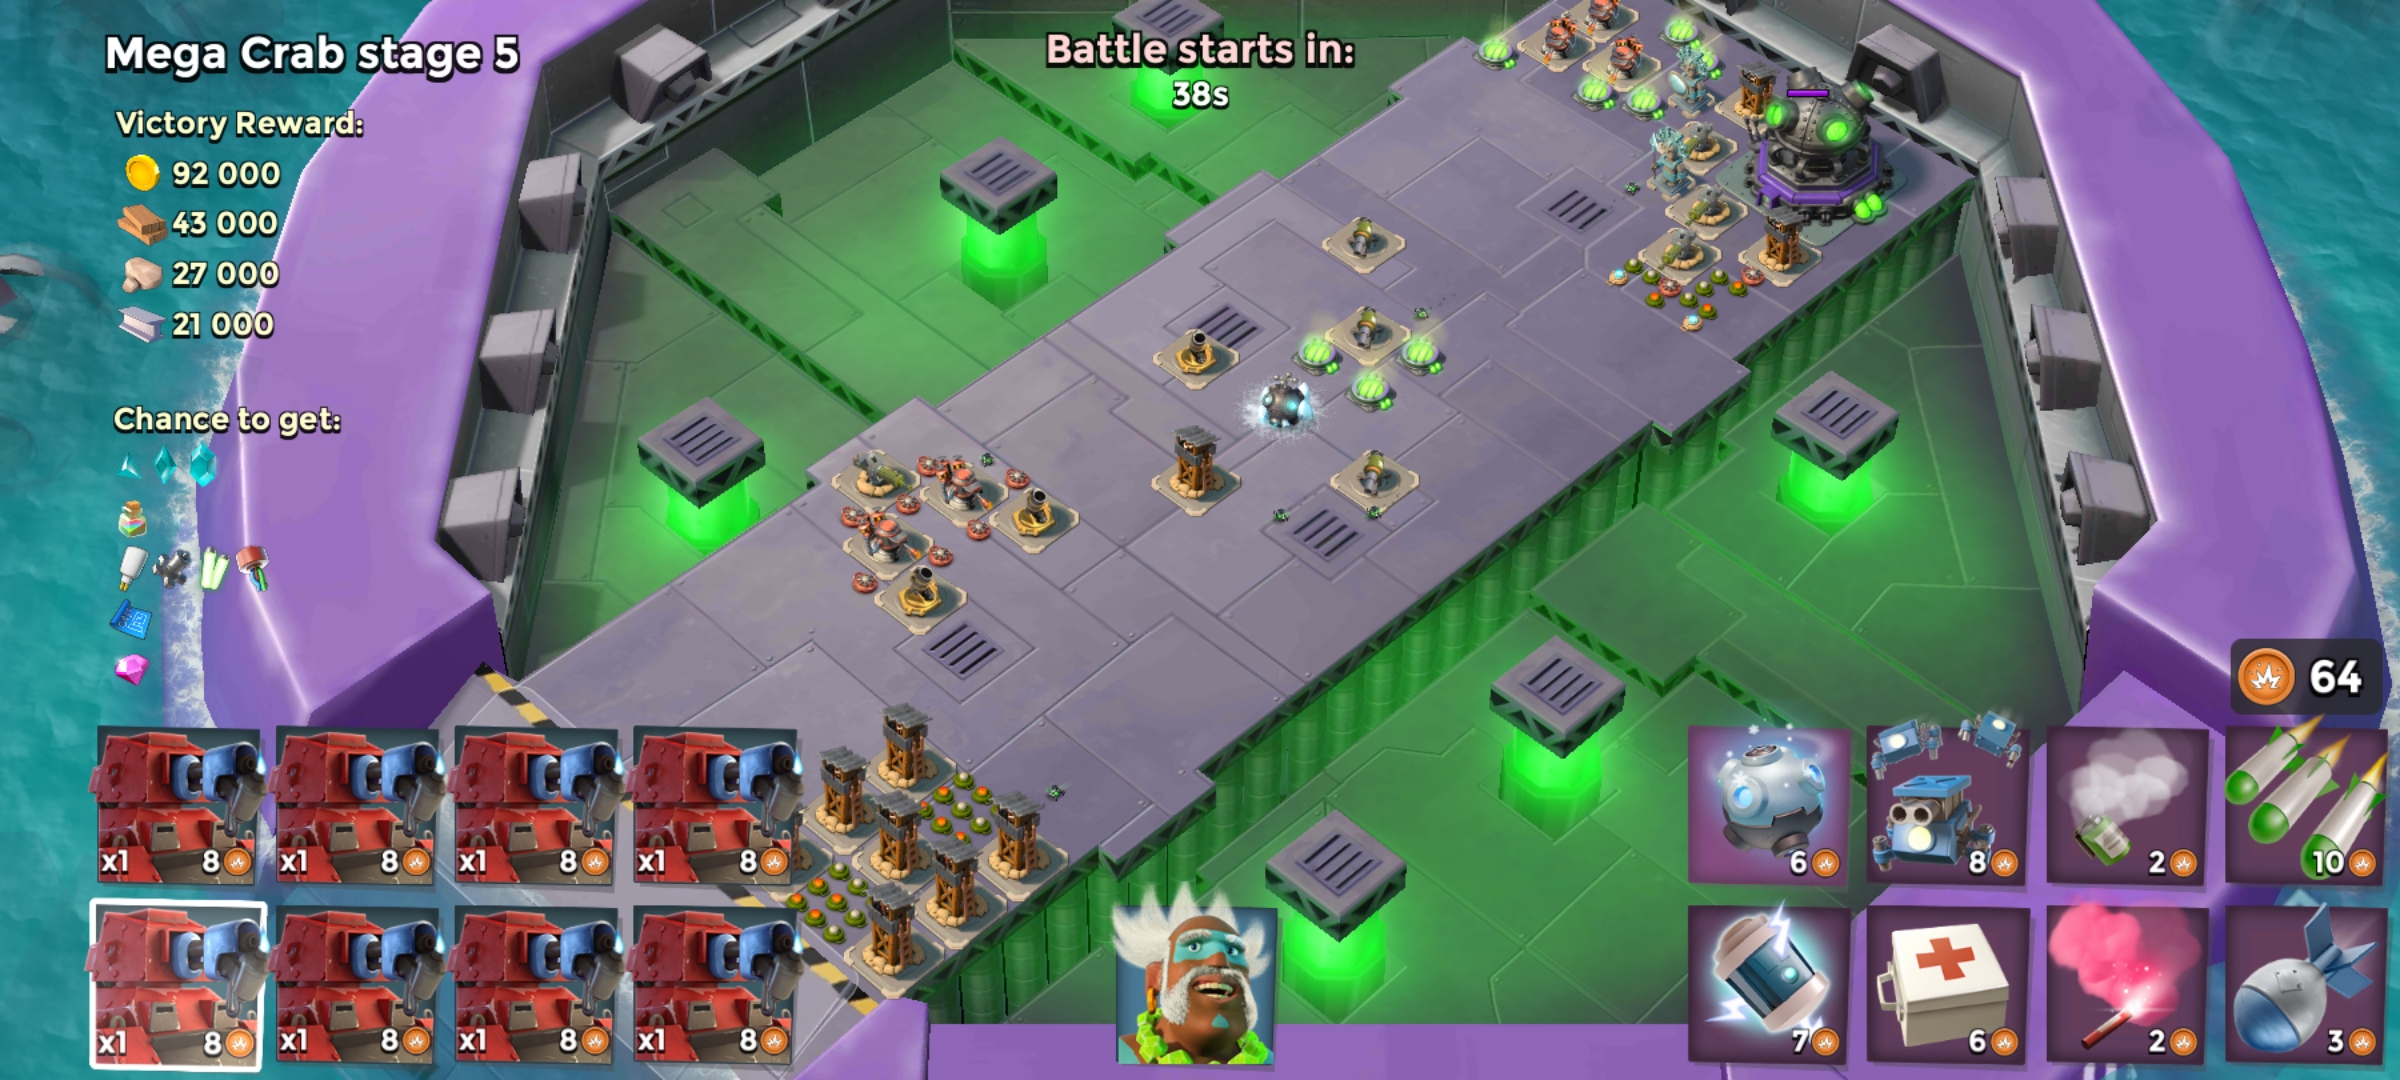 Mega Crab stage 5
Battle starts in:
38s
Victory Reward:
92 000
43 000
27 000
21 000
Chance to get:
64
x1 8
x1 8
x1 8
x1 8
6
8
2
10
x1 8
x1 8
x1 8
x1 8
7
6
2
3